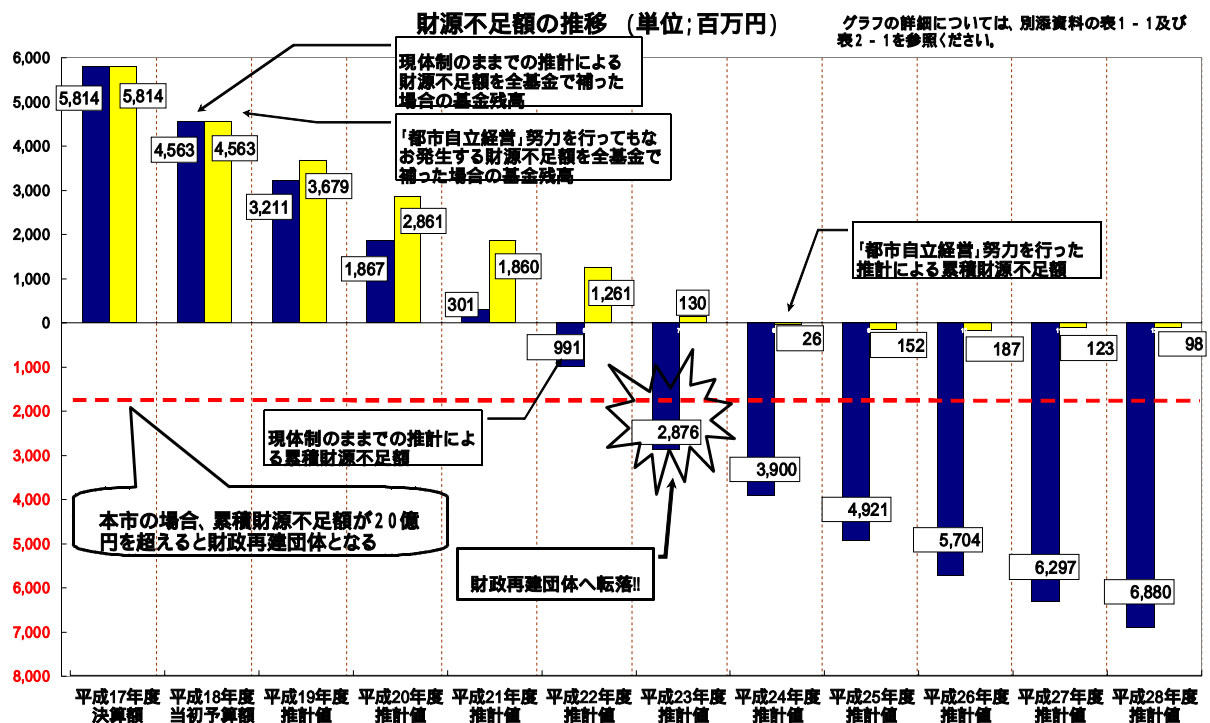 財源不足額の推移 (単位;百万円)
グラフの詳細については、別添資料の表1-1及び
表2-1を参照ください。
現体制のままでの推計による
財源不足額を全基金で補った
場合の基金残高
「都市自立経営」努力を行ってもな
お発生する財源不足額を全基金で
補った場合の基金残高
「都市自立経営」努力を行った
推計による累積財源不足額
現体制のままでの推計によ
る累積財源不足額
本市の場合、累積財源不足額が20億
円を超えると財政再建団体となる
財政再建団体へ転落!!
6,000
5,000
4,000
3,000
2,000
1,000
0
1,000
2,000
3,000
4,000
5,000
6,000
7,000
8,000
5,814
5,814
4,563
4,563
3,211
3,679
1,867
2,861
301
1,860
991
1,261
2,876
130
3,900
26
4,921
152
5,704
187
6,297
123
6,880
98
平成17年度
決算額
平成18年度
当初予算額
平成19年度
推計値
平成20年度
推計値
平成21年度
推計値
平成22年度
推計値
平成23年度
推計値
平成24年度
推計値
平成25年度
推計値
平成26年度
推計値
平成27年度
推計値
平成28年度
推計値